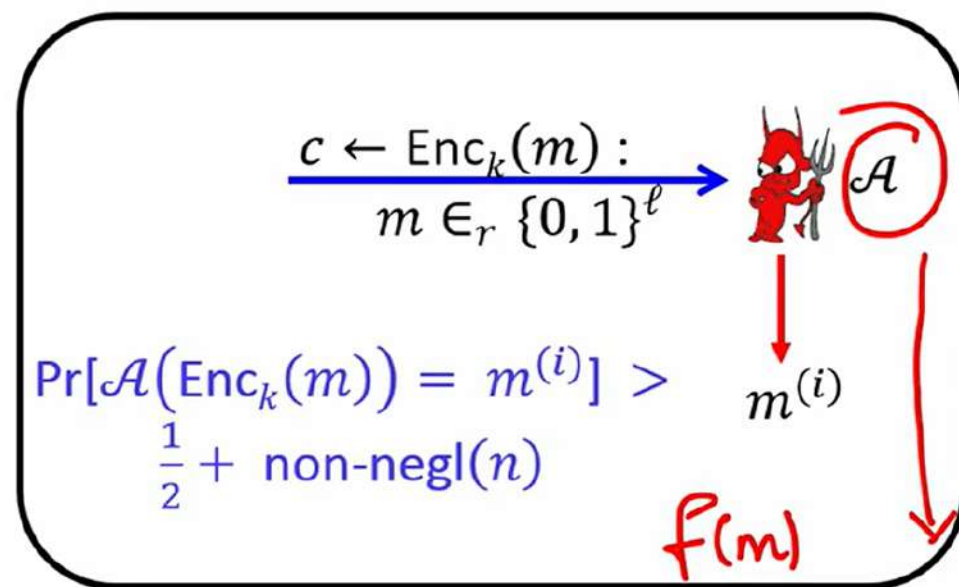 c ← Enc_k(m) :
m ∈_r {0, 1}^ℓ
𝒜
Pr[𝒜(Enc_k(m)) = m^(i)] >
1/2 + non-negl(n)
m^(i)
f(m)